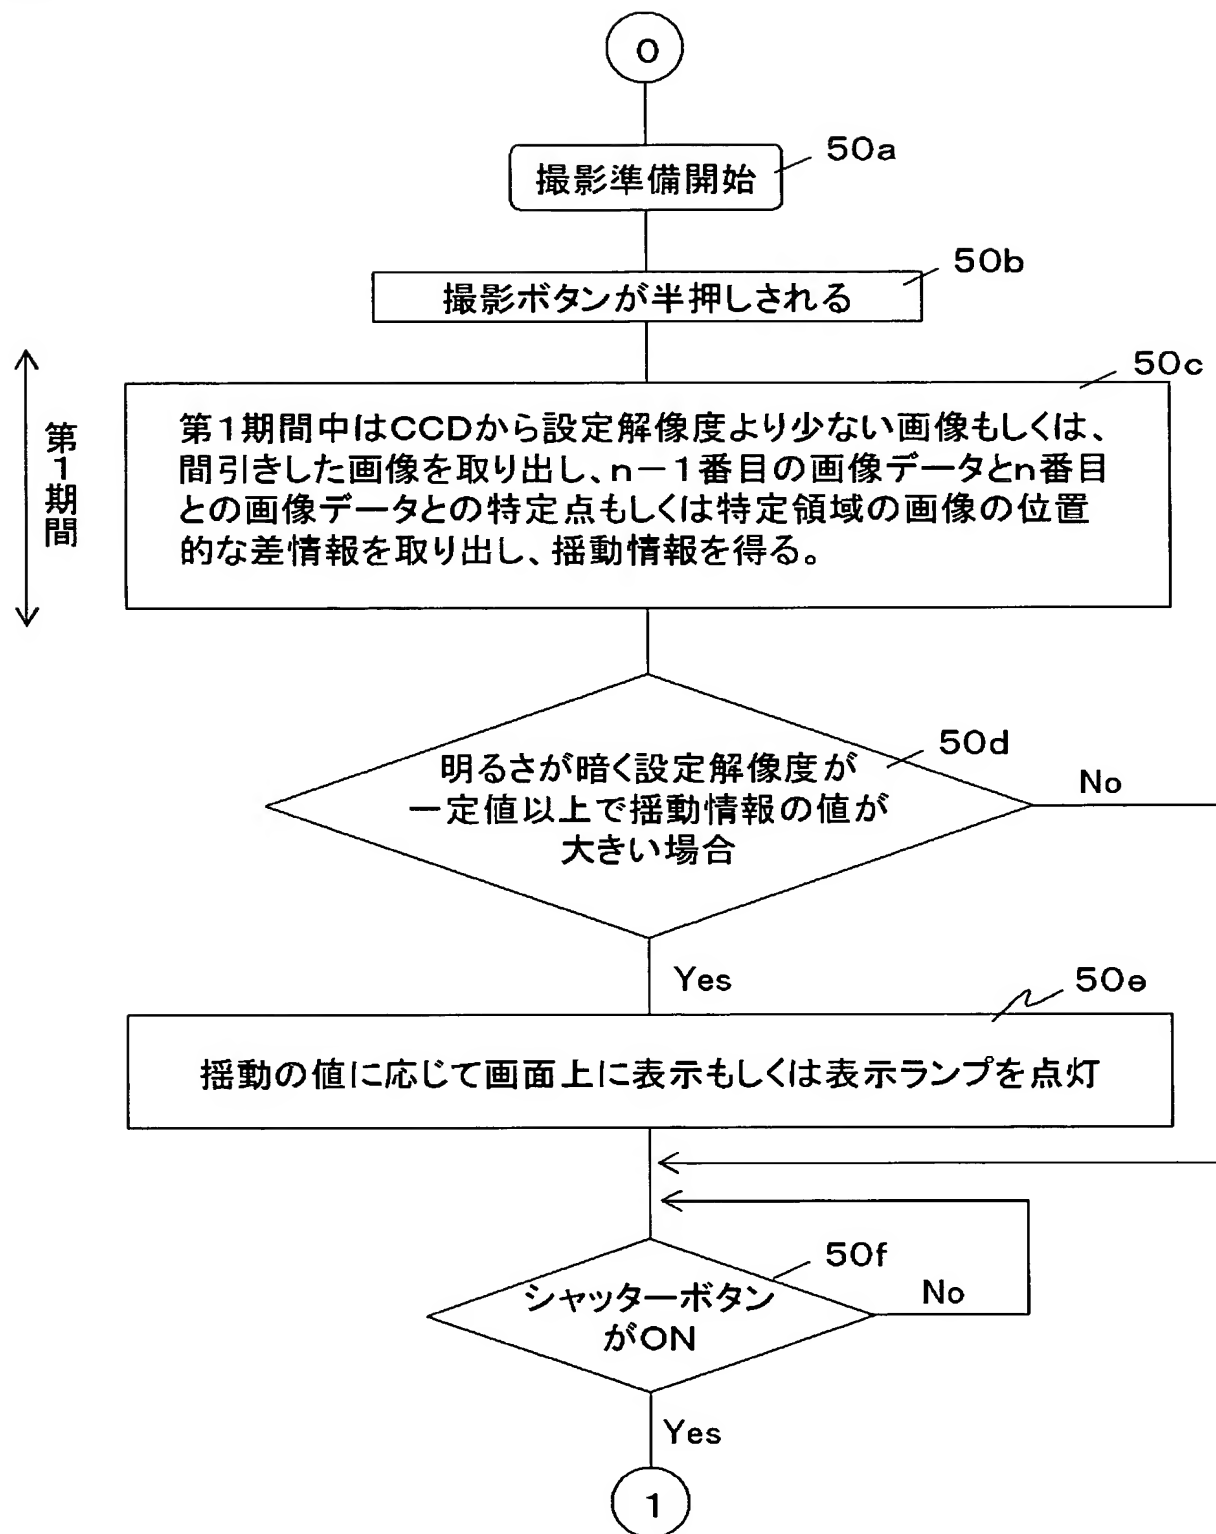 0
撮影準備開始
50a
撮影ボタンが半押しされる
50b
第1期間
50c
第1期間中はCCDから設定解像度より少ない画像もしくは、
間引きした画像を取り出し、n－1番目の画像データとn番目
との画像データとの特定点もしくは特定領域の画像の位置
的な差情報を取り出し、揺動情報を得る。
50d
明るさが暗く設定解像度が
一定値以上で揺動情報の値が
大きい場合
No
Yes
50e
揺動の値に応じて画面上に表示もしくは表示ランプを点灯
50f
シャッターボタン
がON
No
Yes
1